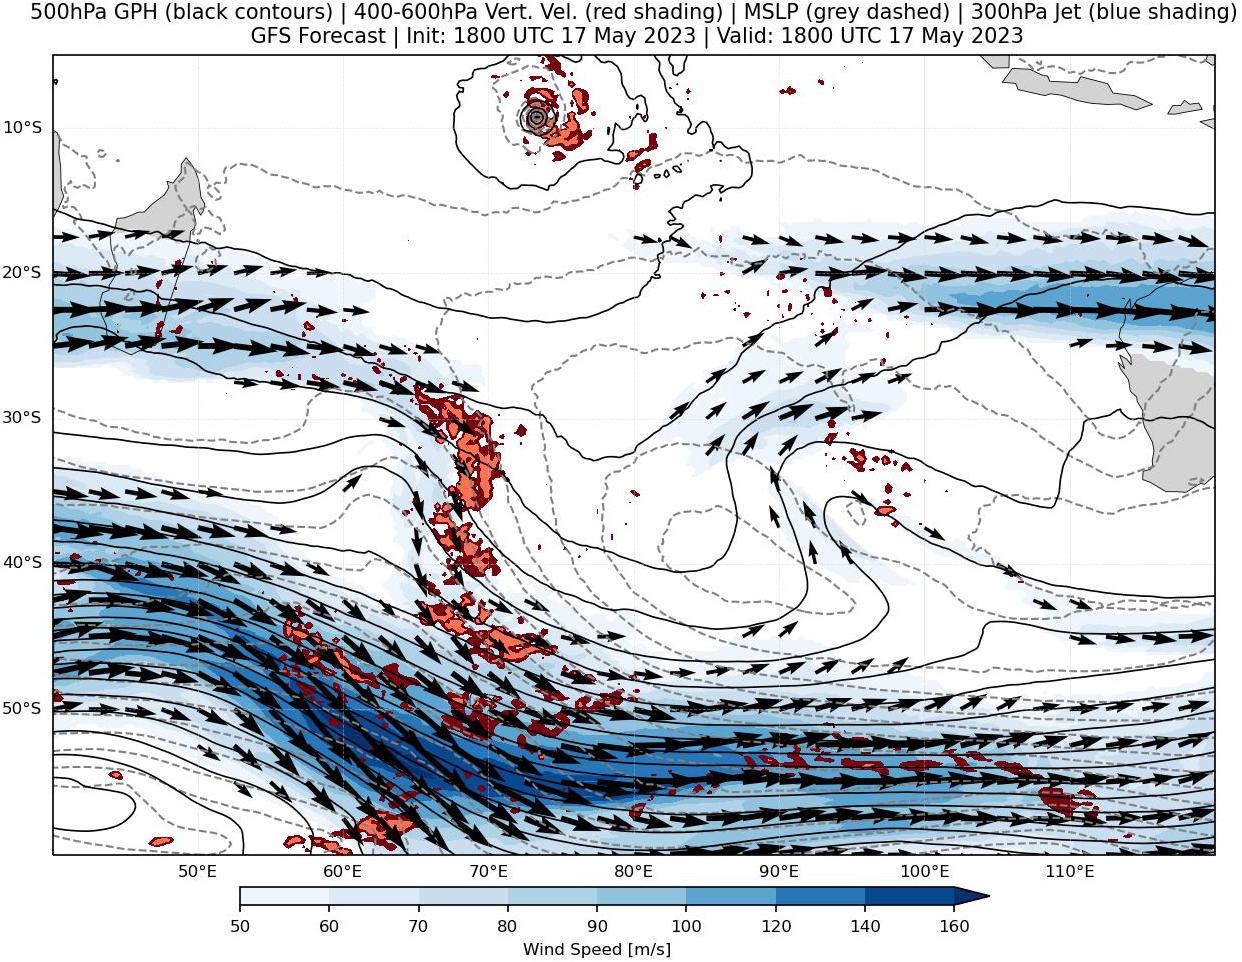 500hPa GPH (black contours) | 400-600hPa Vert. Vel. (red shading) | MSLP (grey dashed) | 300hPa Jet (blue shading)
GFS Forecast | Init: 1800 UTC 17 May 2023 | Valid: 1800 UTC 17 May 2023
10°S
20°S
30°S
40°S
50°S
50°E 60°E 70°E 80°E 90°E 100°E 110°E
50 60 70 80 90 100 120 140 160
Wind Speed [m/s]